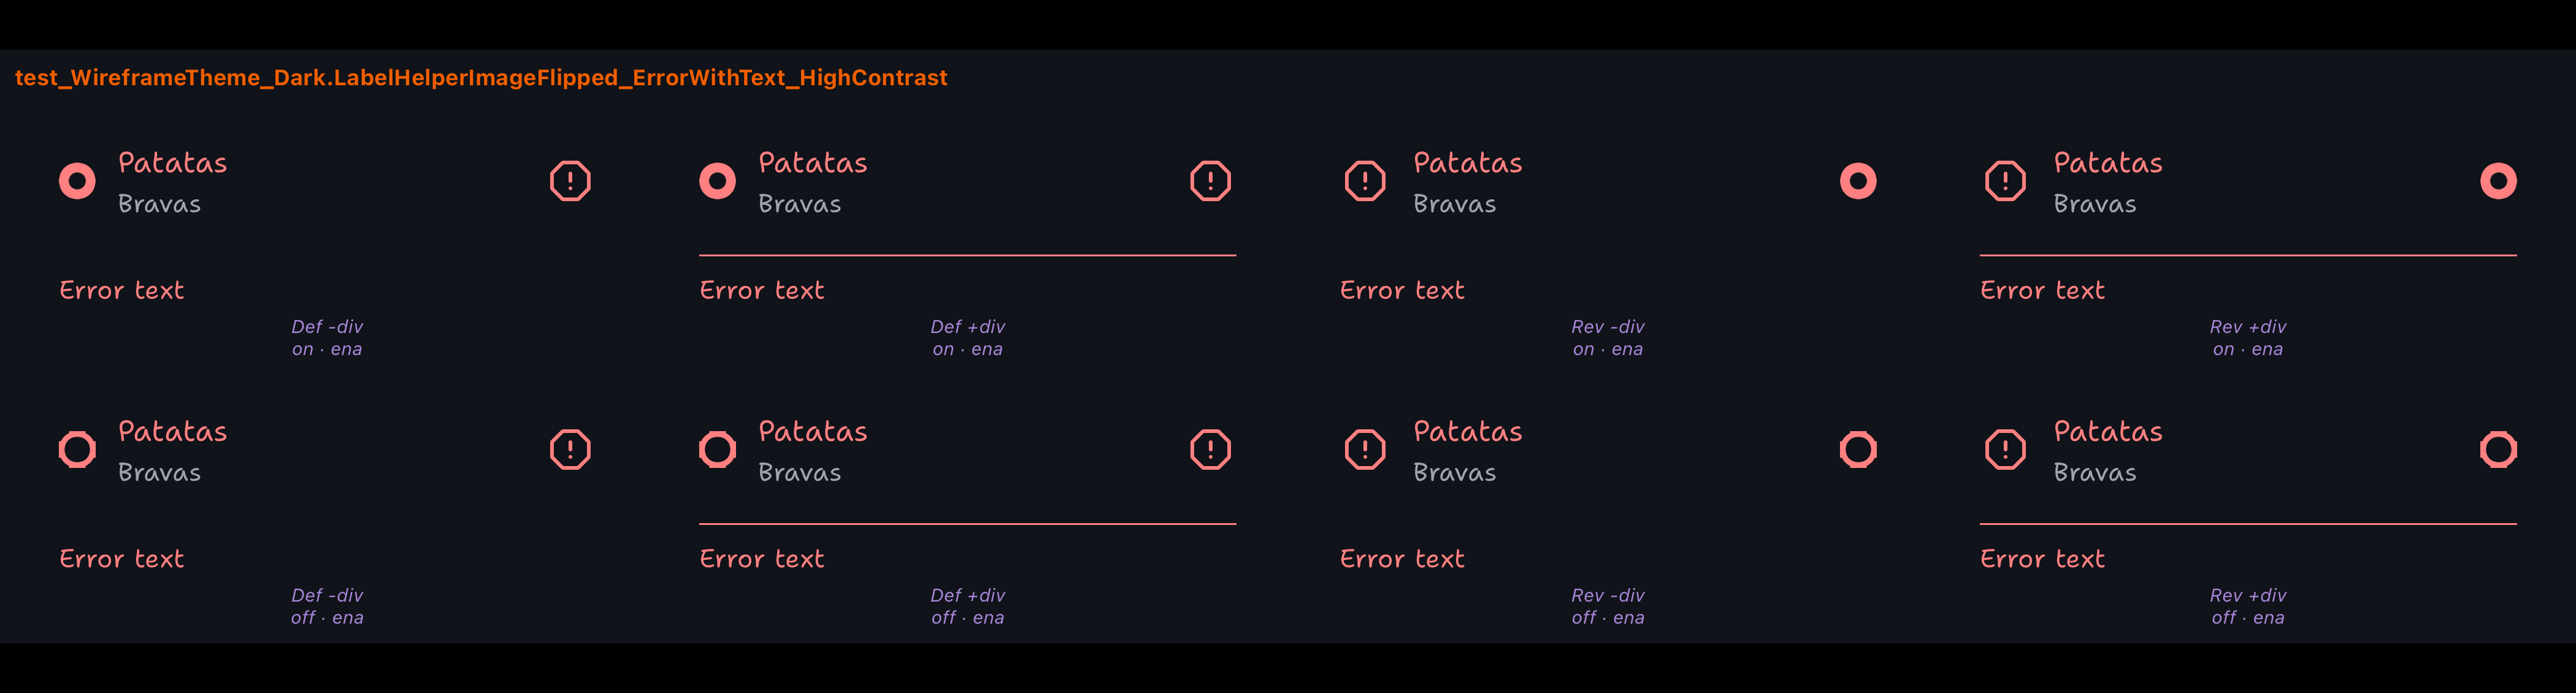 test_WireframeTheme_Dark.LabelHelperImageFlipped_ErrorWithText_HighContrast
Patatas
Bravas
Error text
Def -div
on · ena
Patatas
Bravas
Error text
Def +div
on · ena
Patatas
Bravas
Error text
Rev -div
on · ena
Patatas
Bravas
Error text
Rev +div
on · ena
Patatas
Bravas
Error text
Def -div
off · ena
Patatas
Bravas
Error text
Def +div
off · ena
Patatas
Bravas
Error text
Rev -div
off · ena
Patatas
Bravas
Error text
Rev +div
off · ena